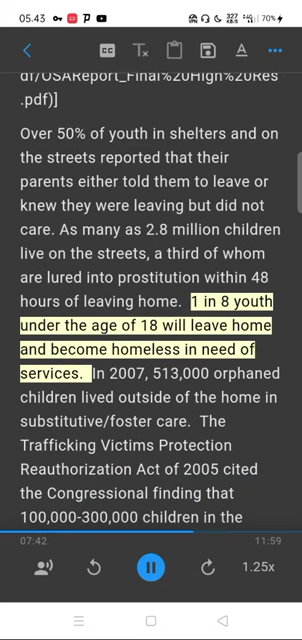 05.43
327
KB/S
70%
CC
df/USAReport_Final%20High%20Res
.pdf)]
Over 50% of youth in shelters and on
the streets reported that their
parents either told them to leave or
knew they were leaving but did not
care. As many as 2.8 million children
live on the streets, a third of whom
are lured into prostitution within 48
hours of leaving home. 1 in 8 youth
under the age of 18 will leave home
and become homeless in need of
services. In 2007, 513,000 orphaned
children lived outside of the home in
substitutive/foster care. The
Trafficking Victims Protection
Reauthorization Act of 2005 cited
the Congressional finding that
100,000-300,000 children in the
07:42 11:59
1.25x